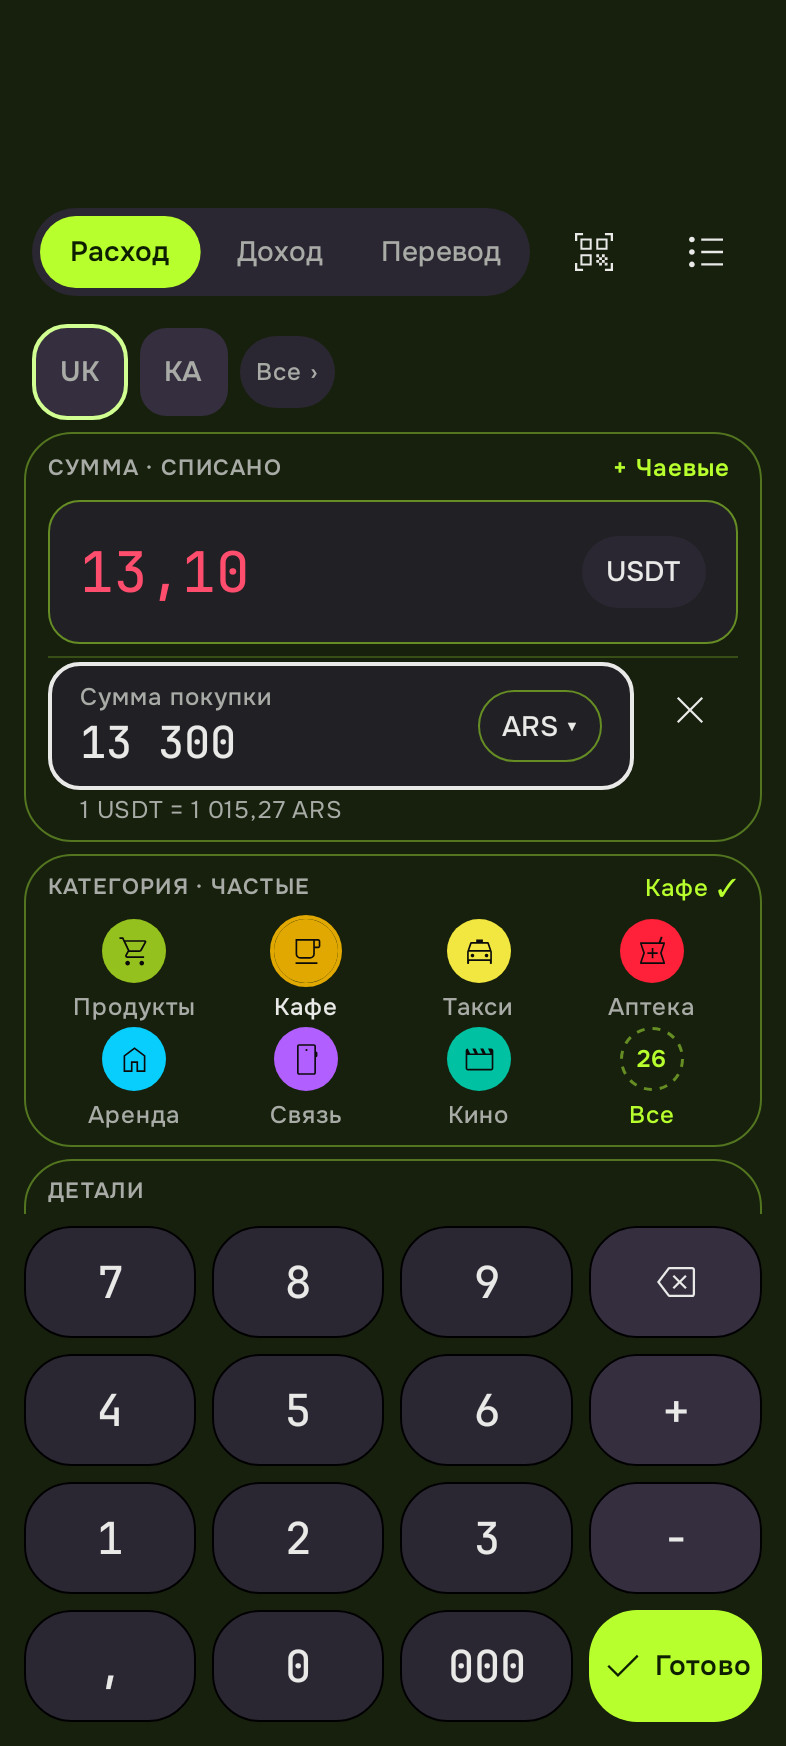 Расход Доход Перевод
UK KA Все ›
СУММА · СПИСАНО + Чаевые
13,10 USDT
Сумма покупки
13 300 ARS ▾
1 USDT = 1 015,27 ARS
КАТЕГОРИЯ · ЧАСТЫЕ Кафе ✓
Продукты Кафе Такси Аптека
26
Аренда Связь Кино Все
ДЕТАЛИ
7 8 9
4 5 6 +
1 2 3 -
, 0 000 Готово